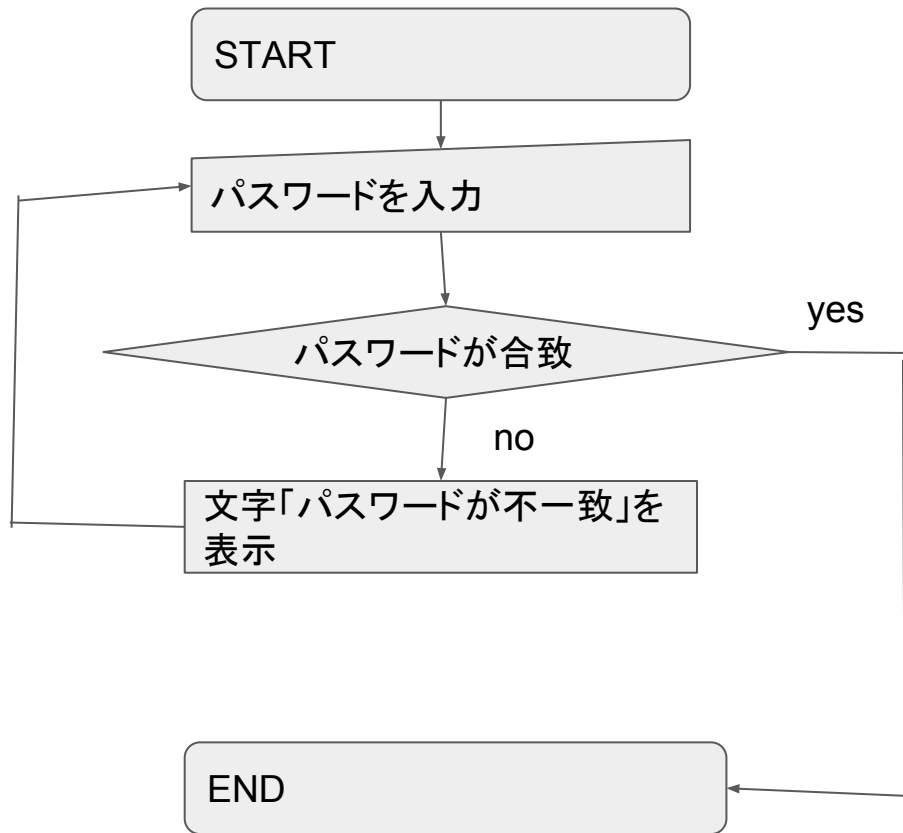 START
パスワードを入力
yes
パスワードが合致
no
文字「パスワードが不一致」を
表示
END